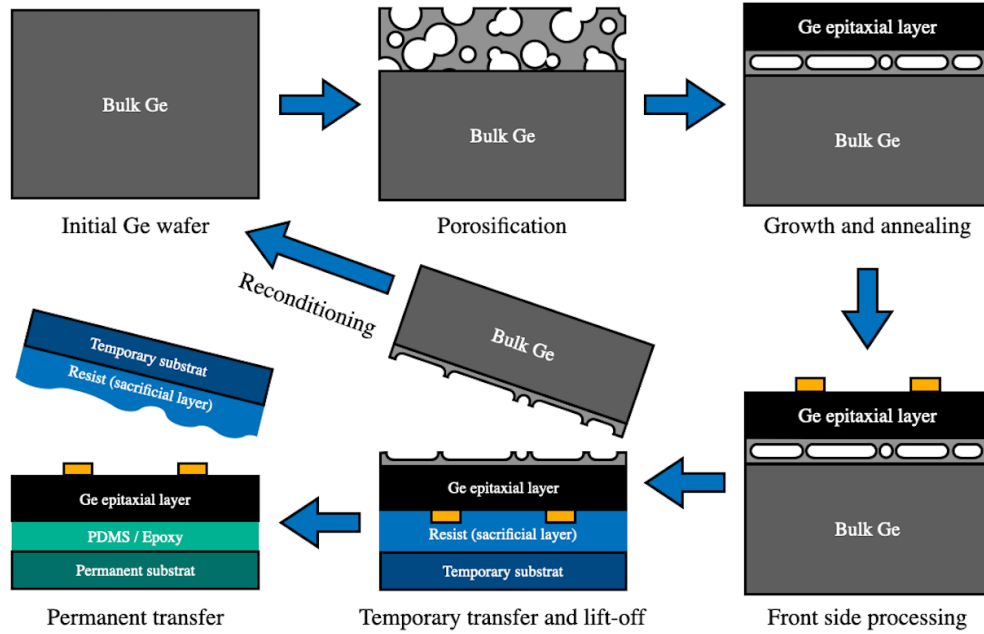 Bulk Ge
Initial Ge wafer
Bulk Ge
Porosification
Ge epitaxial layer
Bulk Ge
Growth and annealing
Reconditioning
Bulk Ge
Temporary substrat
Resist (sacrificial layer)
Ge epitaxial layer
Bulk Ge
Front side processing
Ge epitaxial layer
Resist (sacrificial layer)
Temporary substrat
Temporary transfer and lift-off
Ge epitaxial layer
PDMS / Epoxy
Permanent substrat
Permanent transfer